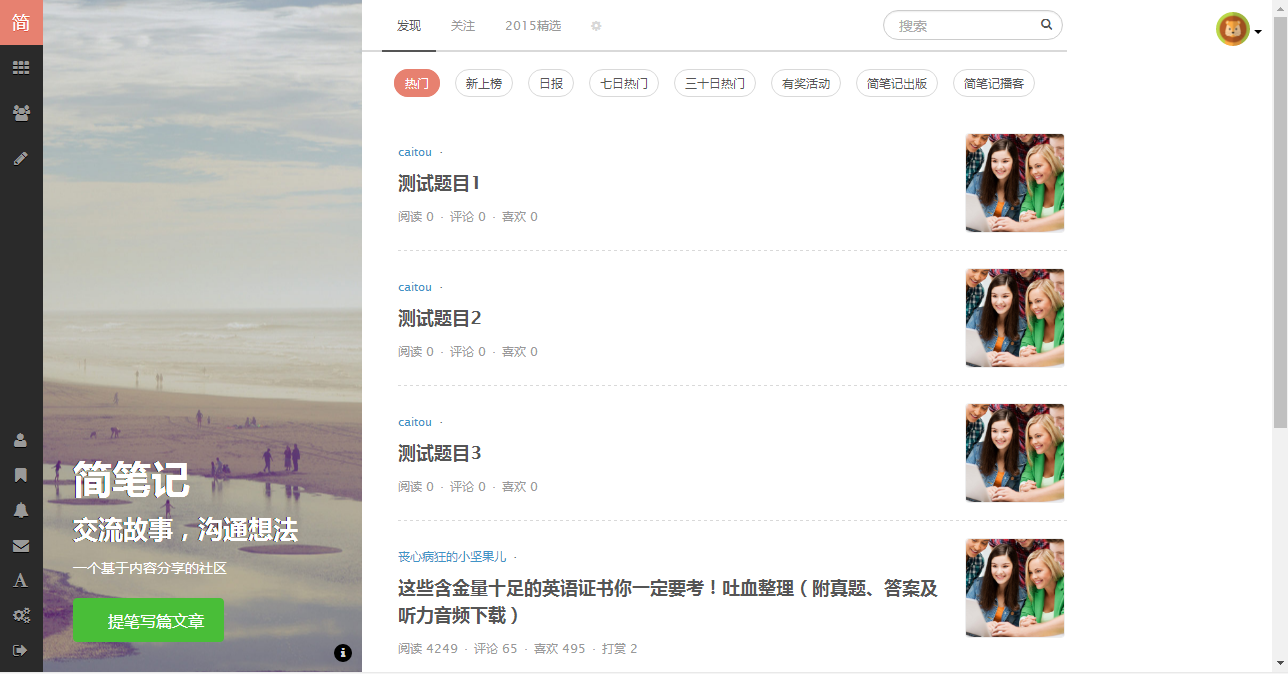 简
简笔记
交流故事，沟通想法
一个基于内容分享的社区
提笔写篇文章
发现 关注 2015精选
搜索
热门 新上榜 日报 七日热门 三十日热门 有奖活动 简笔记出版 简笔记播客
caitou ·
测试题目1
阅读 0 · 评论 0 · 喜欢 0
caitou ·
测试题目2
阅读 0 · 评论 0 · 喜欢 0
caitou ·
测试题目3
阅读 0 · 评论 0 · 喜欢 0
丧心病狂的小坚果儿 ·
这些含金量十足的英语证书你一定要考！吐血整理（附真题、答案及
听力音频下载）
阅读 4249 · 评论 65 · 喜欢 495 · 打赏 2